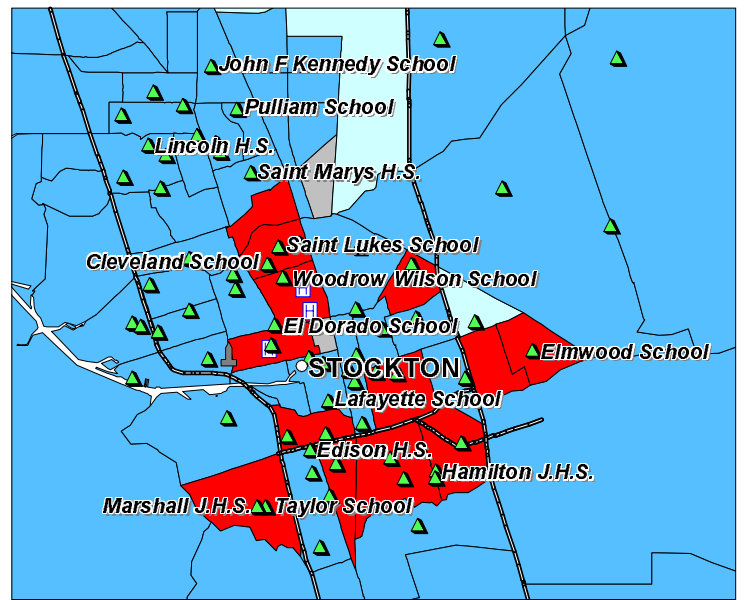 John F Kennedy School
Pulliam School
Lincoln H.S.
Saint Marys H.S.
Saint Lukes School
Cleveland School
Woodrow Wilson School
H
H
El Dorado School
H
Elmwood School
STOCKTON
Lafayette School
Edison H.S.
Hamilton J.H.S.
Marshall J.H.S.
Taylor School